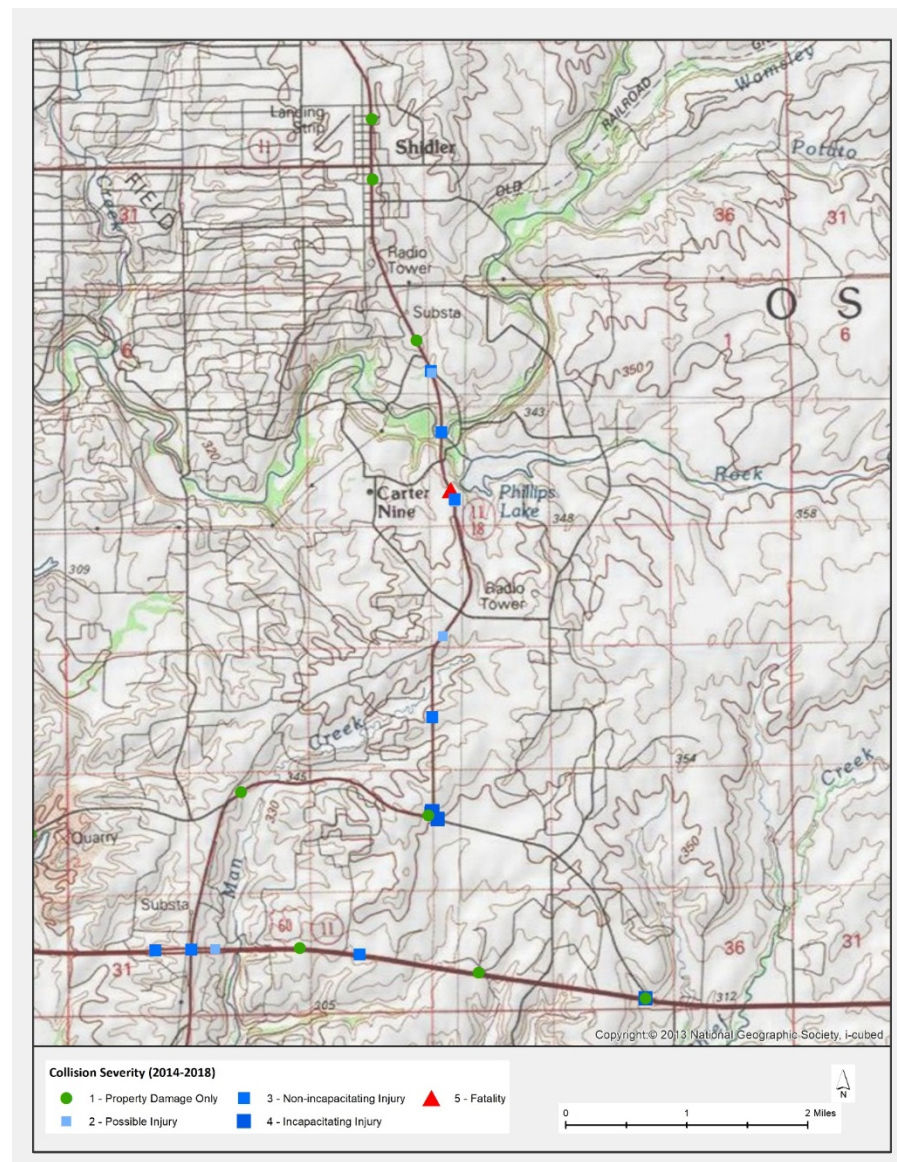 GI
Womsley
RAILROAD
Landing
Strip
11
Shidler
Potato
OLD
Creek
FIELD
31
36
31
Radio
Tower
O S
Substa
6
1
6
350
343
320
Rock
Carter
Nine
Phillips
Lake
11
18
348
358
309
Radio
Tower
Creek
354
Creek
345
330
Quarry
350
Man
Substa
60
11
36
31
31
312
305
Copyright:© 2013 National Geographic Society, i-cubed
Collision Severity (2014-2018)
1 - Property Damage Only
3 - Non-incapacitating Injury
5 - Fatality
2 - Possible Injury
4 - Incapacitating Injury
N
0 1 2 Miles